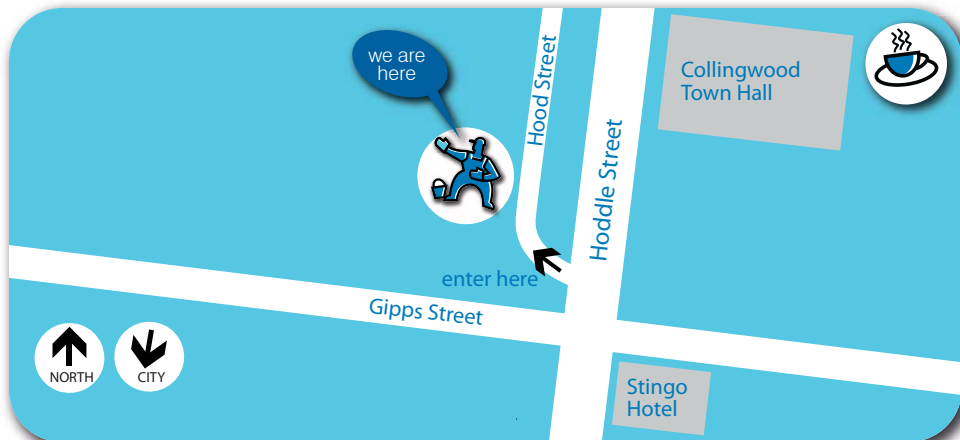 we are
here
Hood Street
Collingwood
Town Hall
Hoddle Street
enter here
Gipps Street
NORTH
CITY
Stingo
Hotel